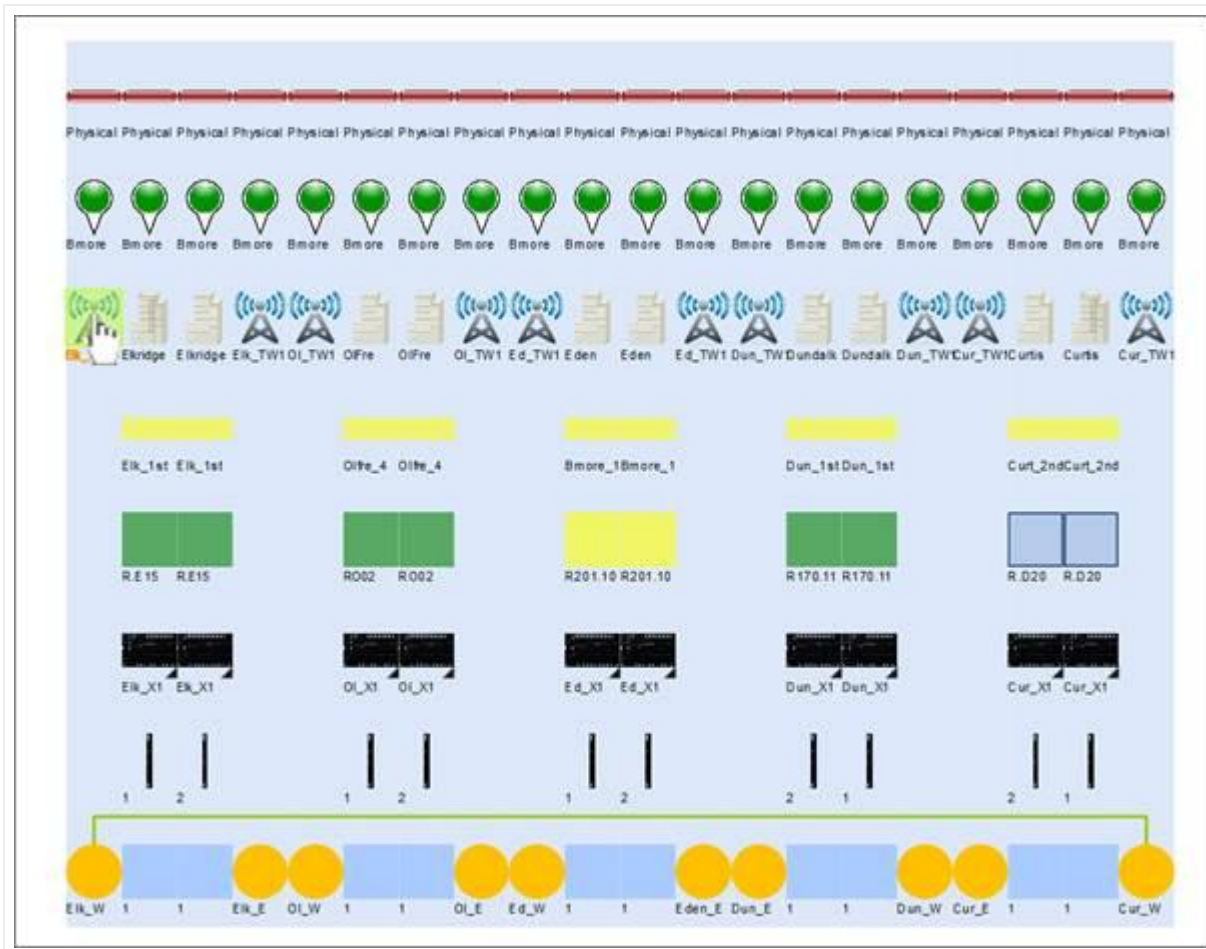 Physical Physical Physical Physical Physical Physical Physical Physical Physical Physical Physical Physical Physical Physical Physical Physical Physical Physical Physical Physical
Bmore Bmore Bmore Bmore Bmore Bmore Bmore Bmore Bmore Bmore Bmore Bmore Bmore Bmore Bmore Bmore Bmore Bmore Bmore Bmore
Elkridge Elkridge Elk_TW1 Ol_TW1 OlFre OlFre Ol_TW1 Ed_TW1 Eden Eden Ed_TW1 Dun_TW1 Dundalk Dundalk Dun_TW1 Cur_TW1 Curtis Curtis Cur_TW1
Elk_1st Elk_1st Olfre_4 Olfre_4 Bmore_1 Bmore_1 Dun_1st Dun_1st Curt_2nd Curt_2nd
R.E15 R.E15 RO02 RO02 R201.10 R201.10 R170.11 R170.11 R.D20 R.D20
Elk_X1 Elk_X1 Ol_X1 Ol_X1 Ed_X1 Ed_X1 Dun_X1 Dun_X1 Cur_X1 Cur_X1
1 2 1 2 1 2 2 1 2 1
Elk_W 1 1 Elk_E Ol_W 1 1 Ol_E Ed_W 1 1 Eden_E Dun_E 1 1 Dun_W Cur_E 1 1 Cur_W